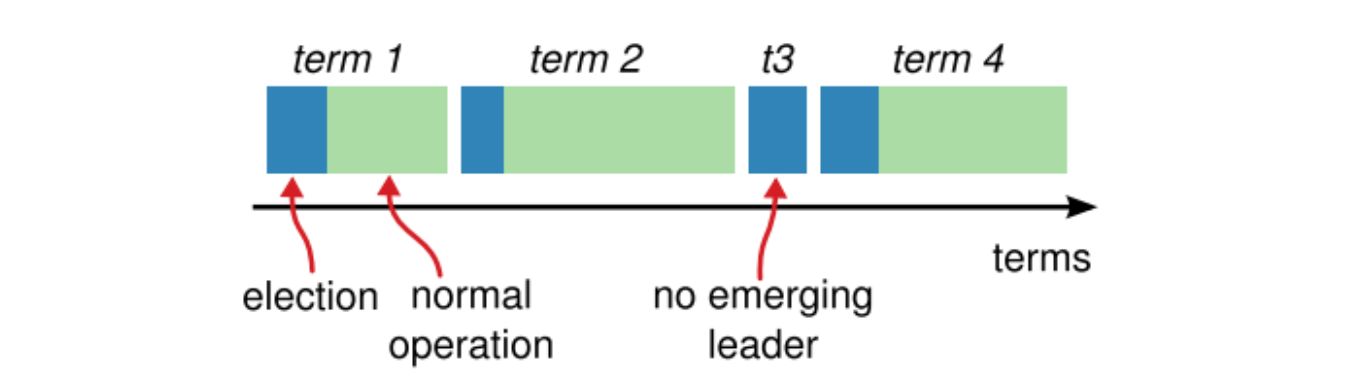 term 1
term 2
t3
term 4
terms
election
normal
operation
no emerging
leader